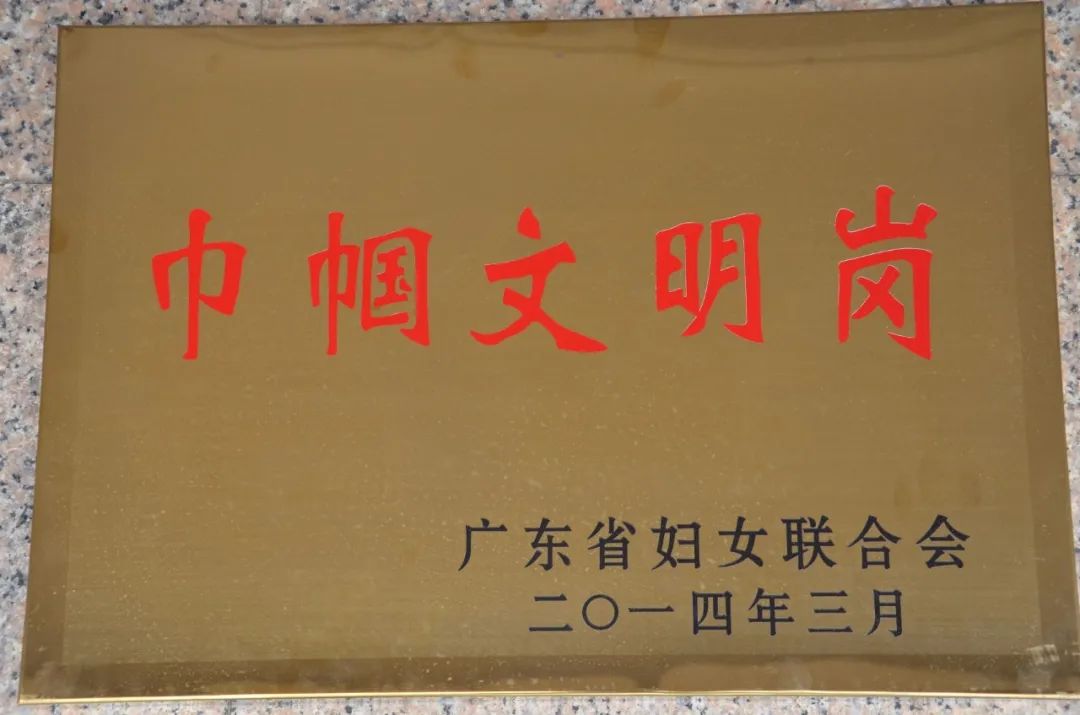 巾帼文明岗
广东省妇女联合会
二〇一四年三月